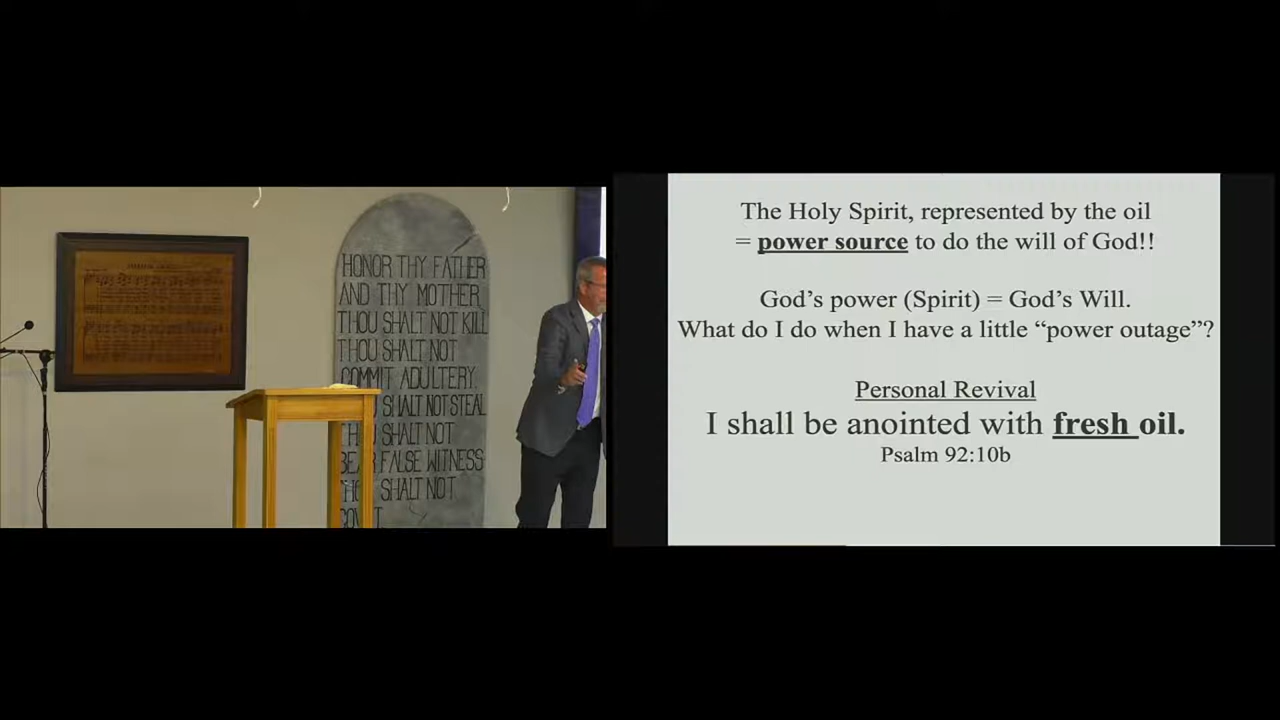 HONOR THY FATHER
AND THY MOTHER
THOU SHALT NOT KILL
THOU SHALT NOT
COMMIT ADULTERY
SHALT NOT STEAL
SHALT NOT
FALSE WITNESS
SHALT NOT
The Holy Spirit, represented by the oil
= power source to do the will of God!!
God’s power (Spirit) = God’s Will.
What do I do when I have a little “power outage”?
Personal Revival
I shall be anointed with fresh oil.
Psalm 92:10b